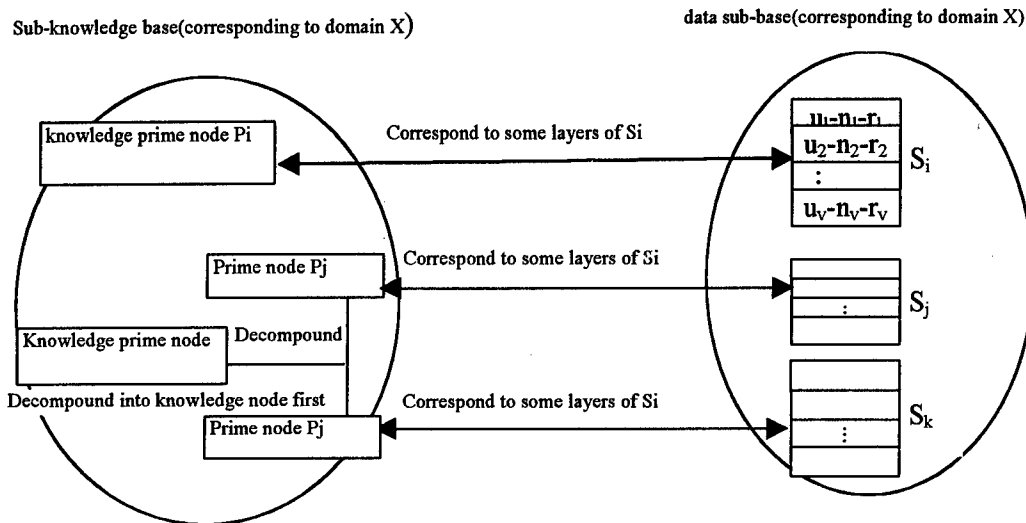 Sub-knowledge base(corresponding to domain X)
data sub-base(corresponding to domain X)
knowledge prime node Pi
Correspond to some layers of Si
u₁-n₁-r₁
u₂-n₂-r₂
⋮
uᵥ-nᵥ-rᵥ
Sᵢ
Prime node Pj
Correspond to some layers of Si
⋮
Sⱼ
Knowledge prime node
Decompound
Decompound into knowledge node first
Prime node Pj
Correspond to some layers of Si
⋮
Sₖ